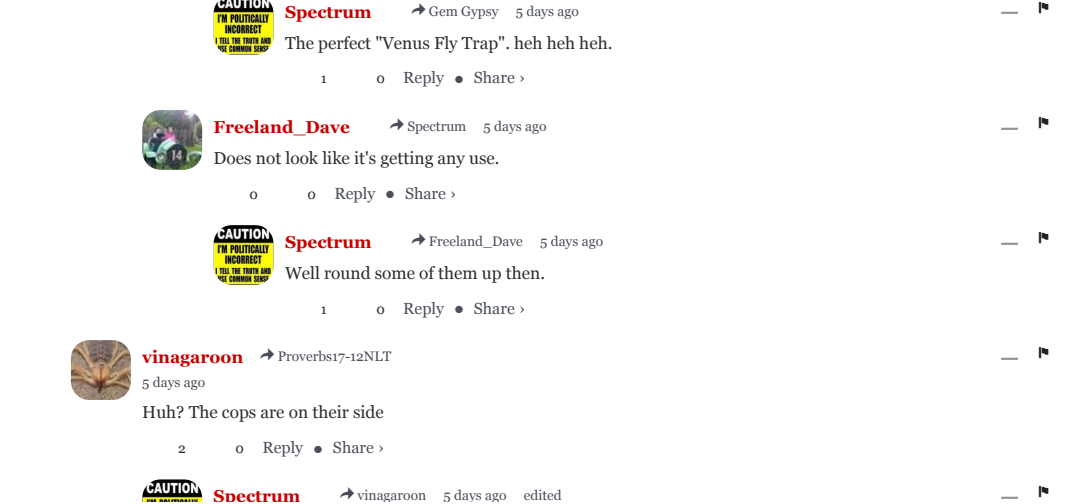 CAUTION
I'M POLITICALLY
INCORRECT
I TELL THE TRUTH AND
USE COMMON SENSE
Spectrum Gem Gypsy 5 days ago
The perfect "Venus Fly Trap". heh heh heh.
1 0 Reply ● Share ›
14
Freeland_Dave Spectrum 5 days ago
Does not look like it's getting any use.
0 0 Reply ● Share ›
CAUTION
I'M POLITICALLY
INCORRECT
I TELL THE TRUTH AND
USE COMMON SENSE
Spectrum Freeland_Dave 5 days ago
Well round some of them up then.
1 0 Reply ● Share ›
vinagaroon Proverbs17-12NLT
5 days ago
Huh? The cops are on their side
2 0 Reply ● Share ›
CAUTION
I'M POLITICALLY
Spectrum vinagaroon 5 days ago edited